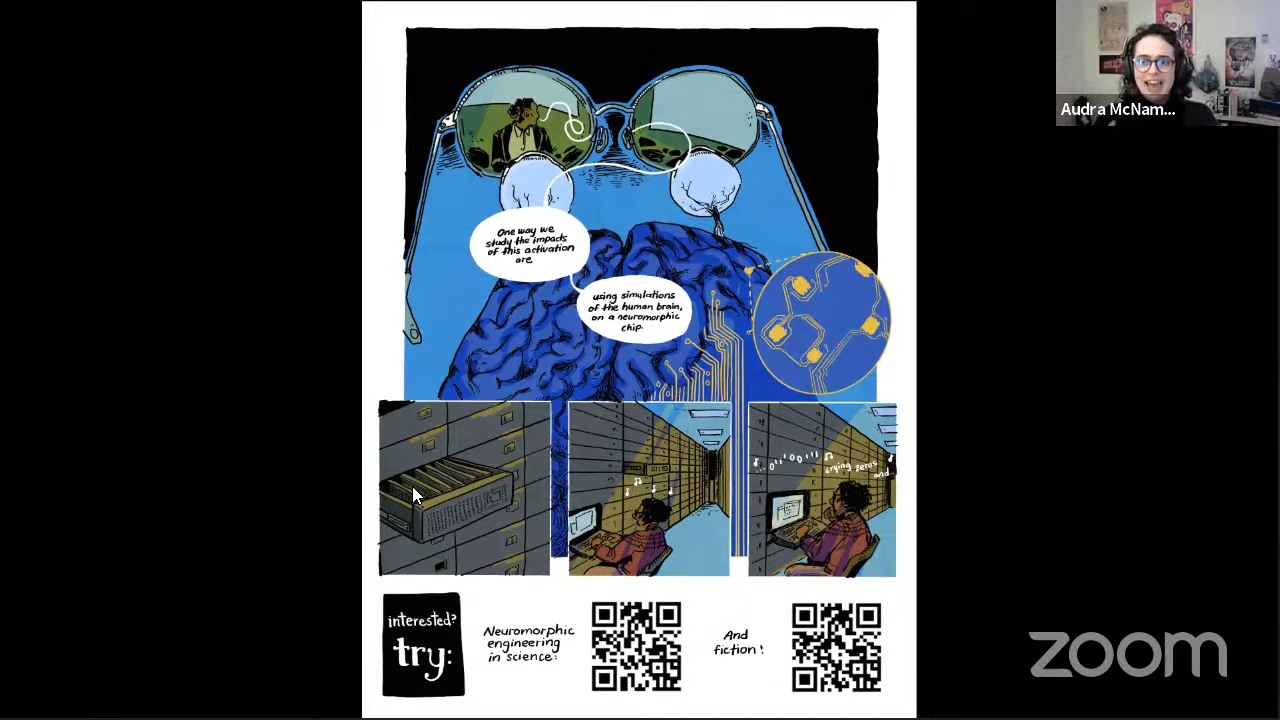 Audra McNam...
One way we
study the impacts
of this activation
are
using simulations
of the human brain,
on a neuromorphic
chip.
crying zeros
and
interested?
try:
Neuromorphic
engineering
in science:
And
fiction!
zoom